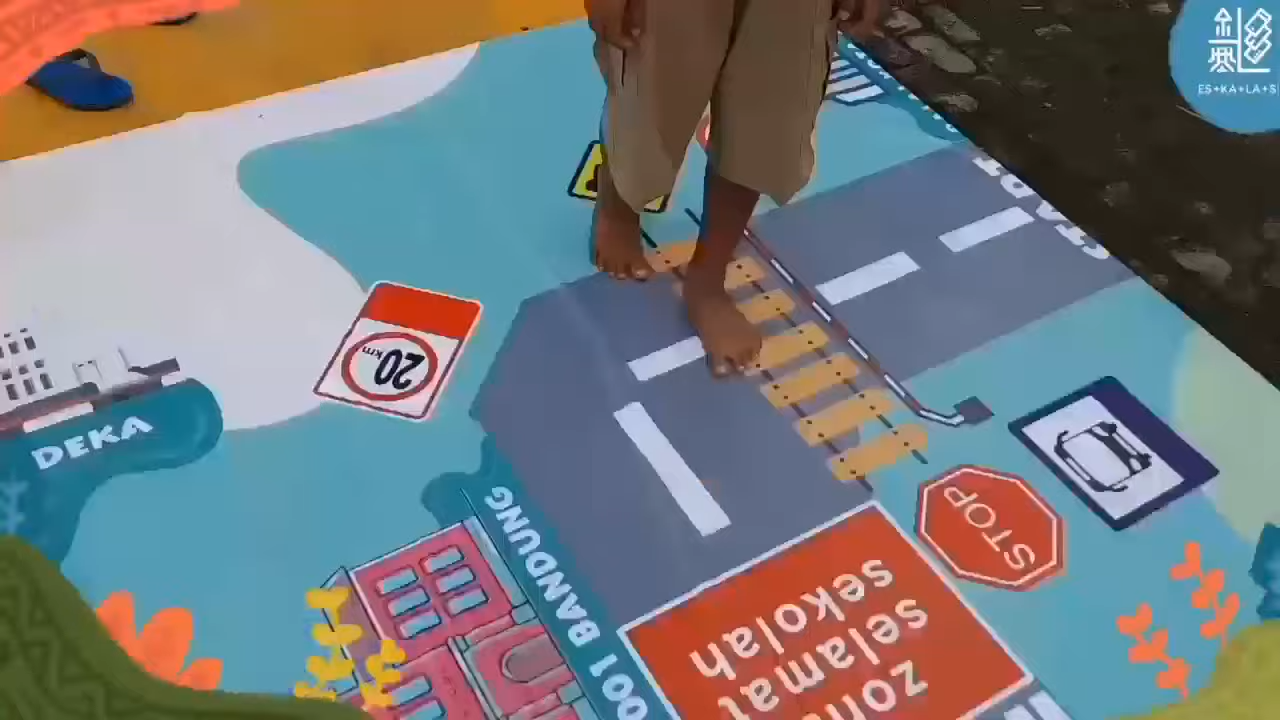 ES+KA+LA+S
20 km
DEKA
STOP
001 BANDUNG
zona
selamat
sekolah